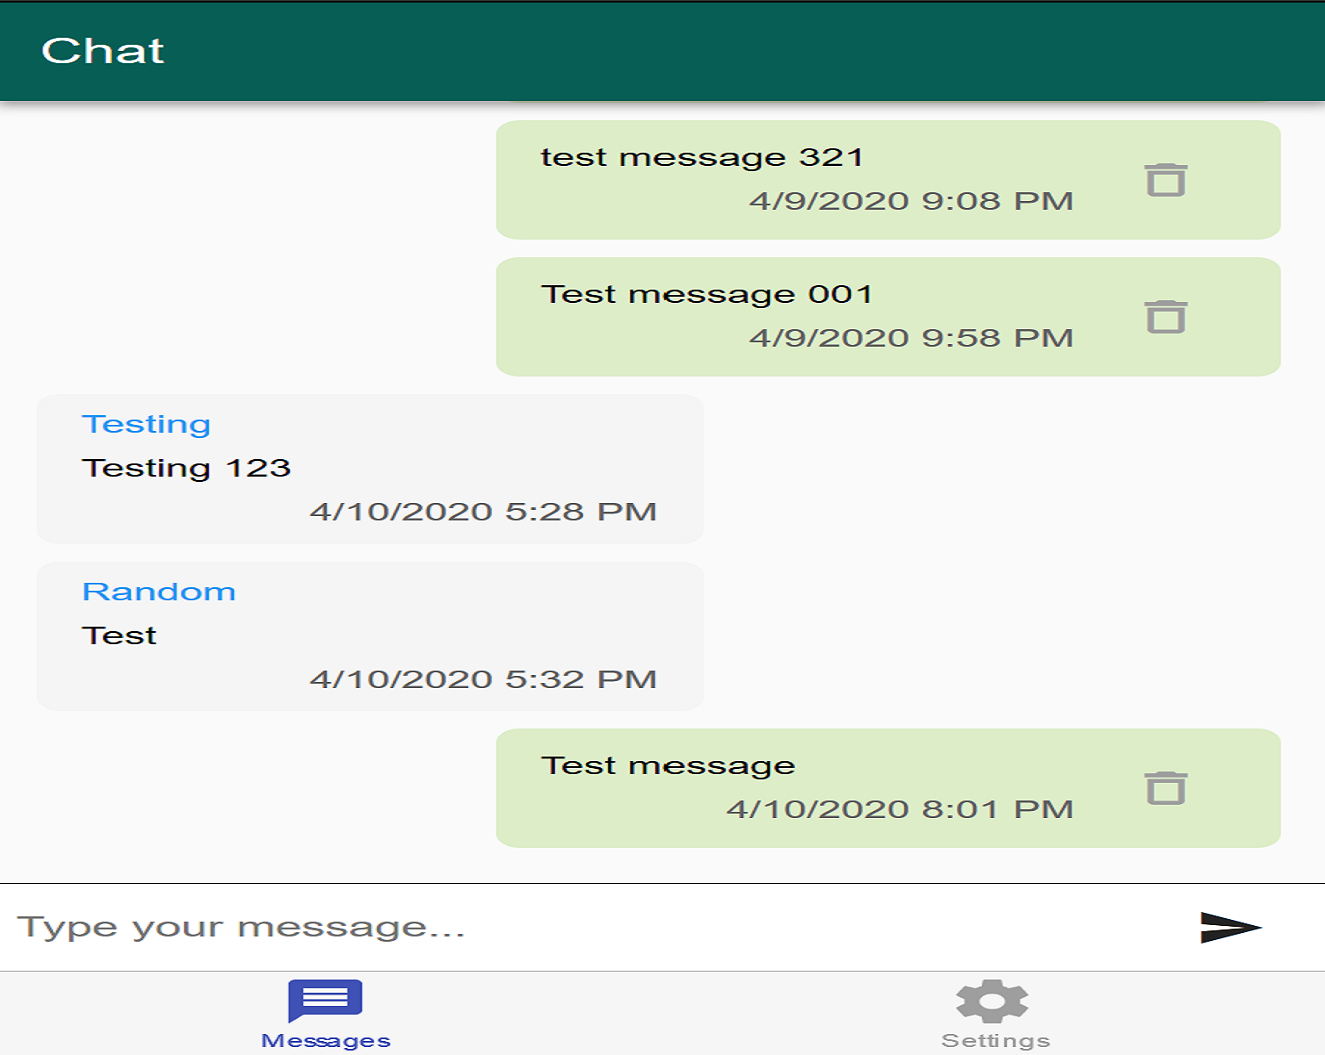 Chat
test message 321
4/9/2020 9:08 PM
Test message 001
4/9/2020 9:58 PM
Testing
Testing 123
4/10/2020 5:28 PM
Random
Test
4/10/2020 5:32 PM
Test message
4/10/2020 8:01 PM
Type your message...
Messages
Settings